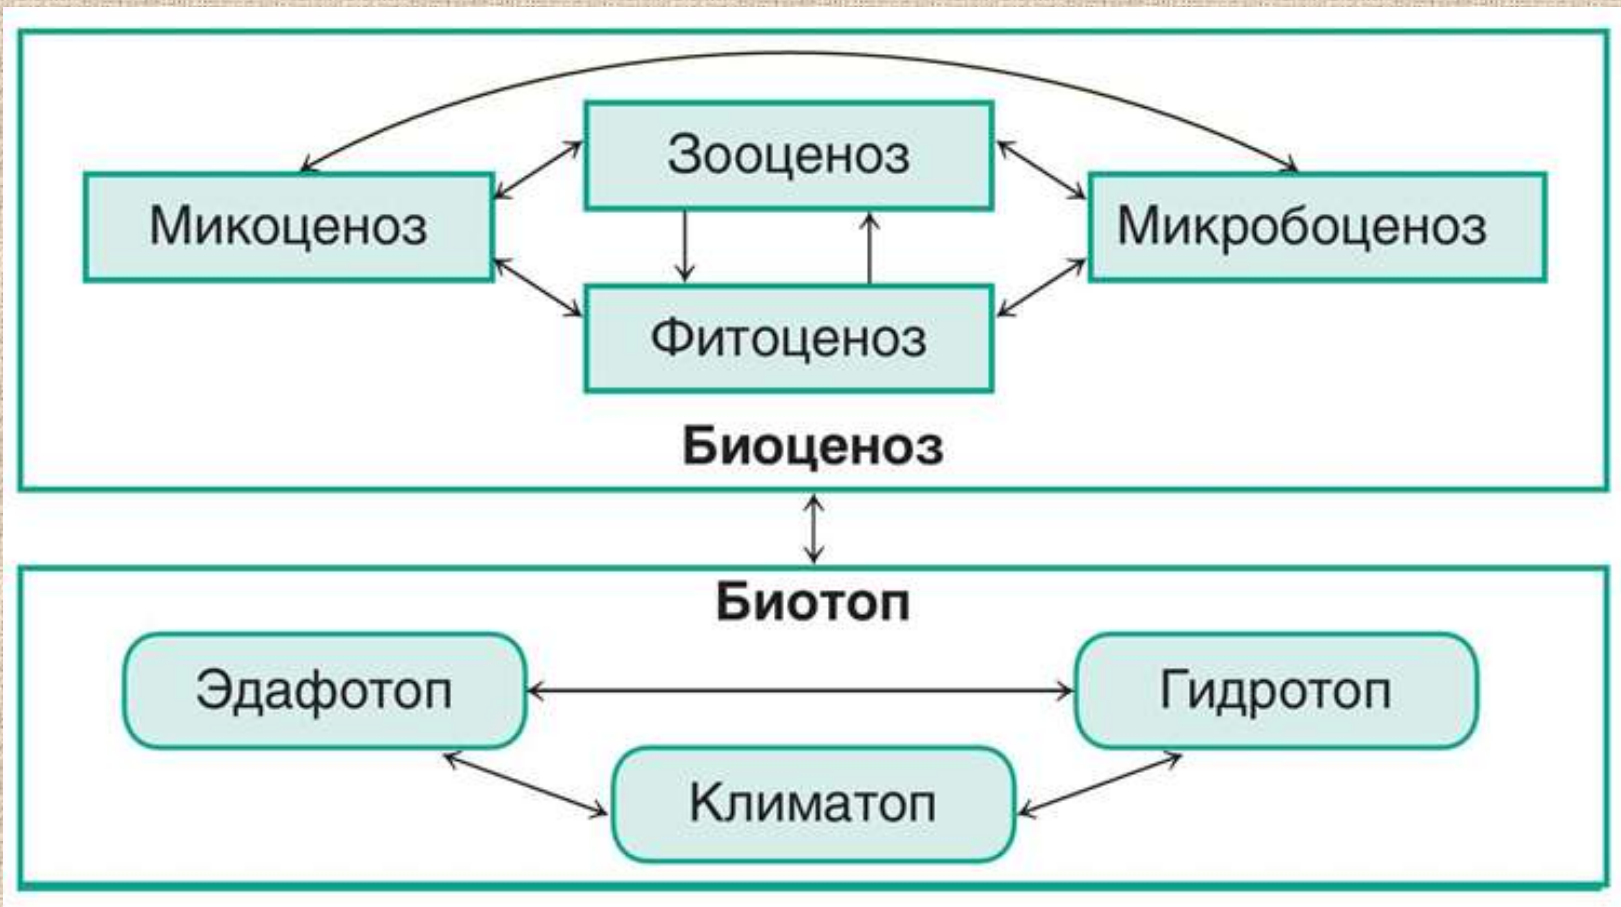 Зооценоз
Микоценоз
Микробоценоз
Фитоценоз
Биоценоз
Биотоп
Эдафотоп
Гидротоп
Климатоп